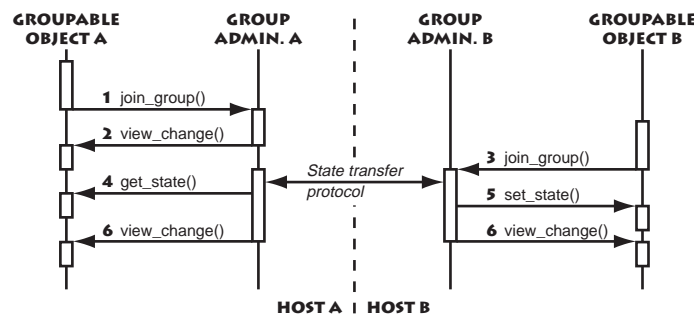 GROUPABLE
OBJECT A
GROUP
ADMIN. A
GROUP
ADMIN. B
GROUPABLE
OBJECT B
1 join_group()
2 view_change()
3 join_group()
State transfer
protocol
4 get_state()
5 set_state()
6 view_change()
6 view_change()
HOST A
HOST B